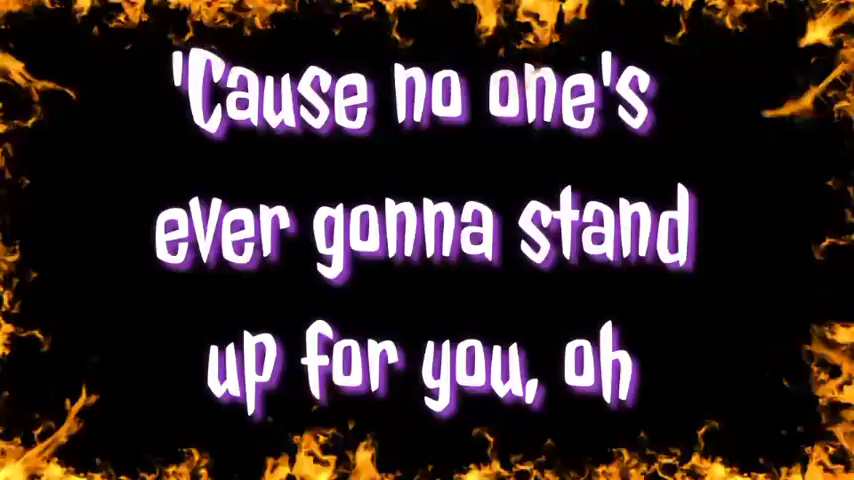 'Cause no one's
ever gonna stand
up for you, oh